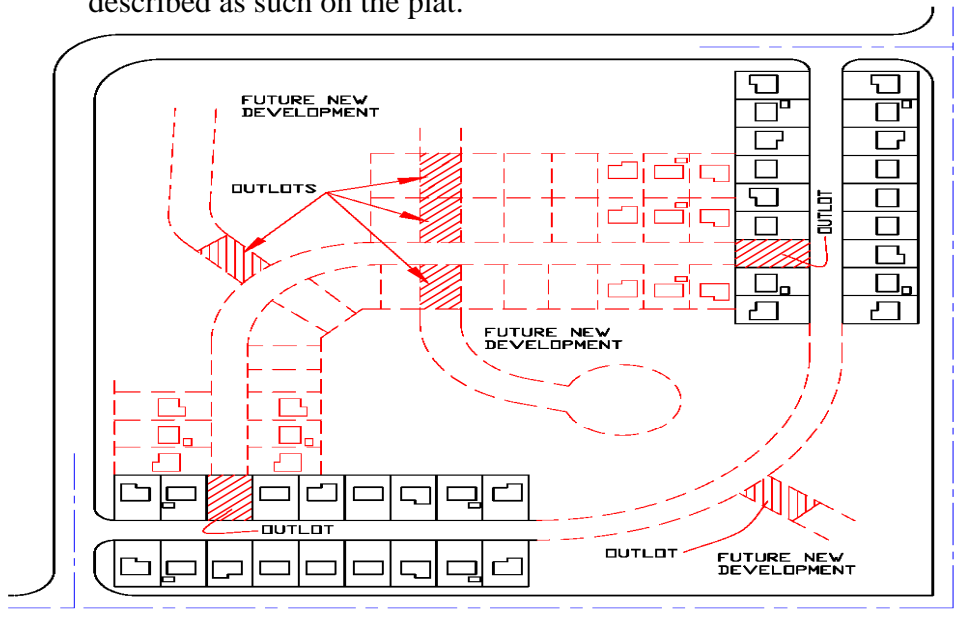 described as such on the plat.
FUTURE NEW
DEVELOPMENT
OUTLOTS
OUTLOT
FUTURE NEW
DEVELOPMENT
OUTLOT
OUTLOT
FUTURE NEW
DEVELOPMENT